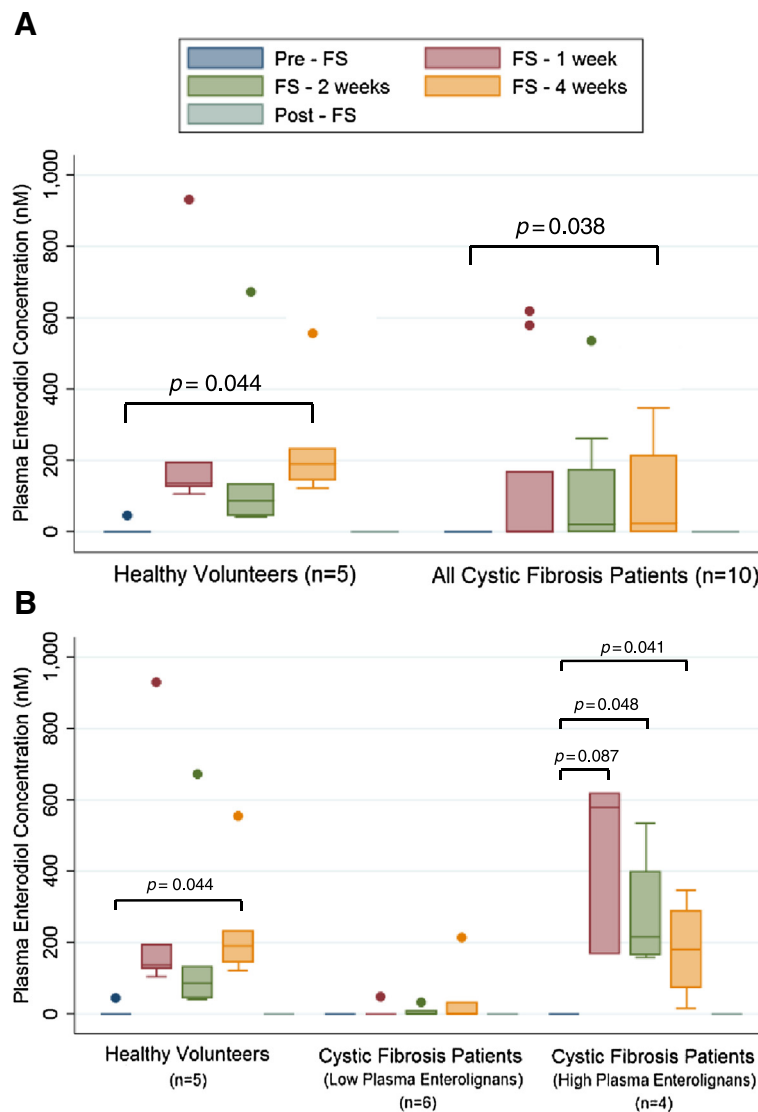 A
Pre - FS
FS - 1 week
FS - 2 weeks
FS - 4 weeks
Post - FS
Plasma Enterodiol Concentration (nM)
1,000
800
600
400
200
0
p = 0.044
p = 0.038
Healthy Volunteers (n=5)
All Cystic Fibrosis Patients (n=10)
B
Plasma Enterodiol Concentration (nM)
1,000
800
600
400
200
0
p = 0.044
p = 0.041
p = 0.048
p = 0.087
Healthy Volunteers
(n=5)
Cystic Fibrosis Patients
(Low Plasma Enterolignans)
(n=6)
Cystic Fibrosis Patients
(High Plasma Enterolignans)
(n=4)